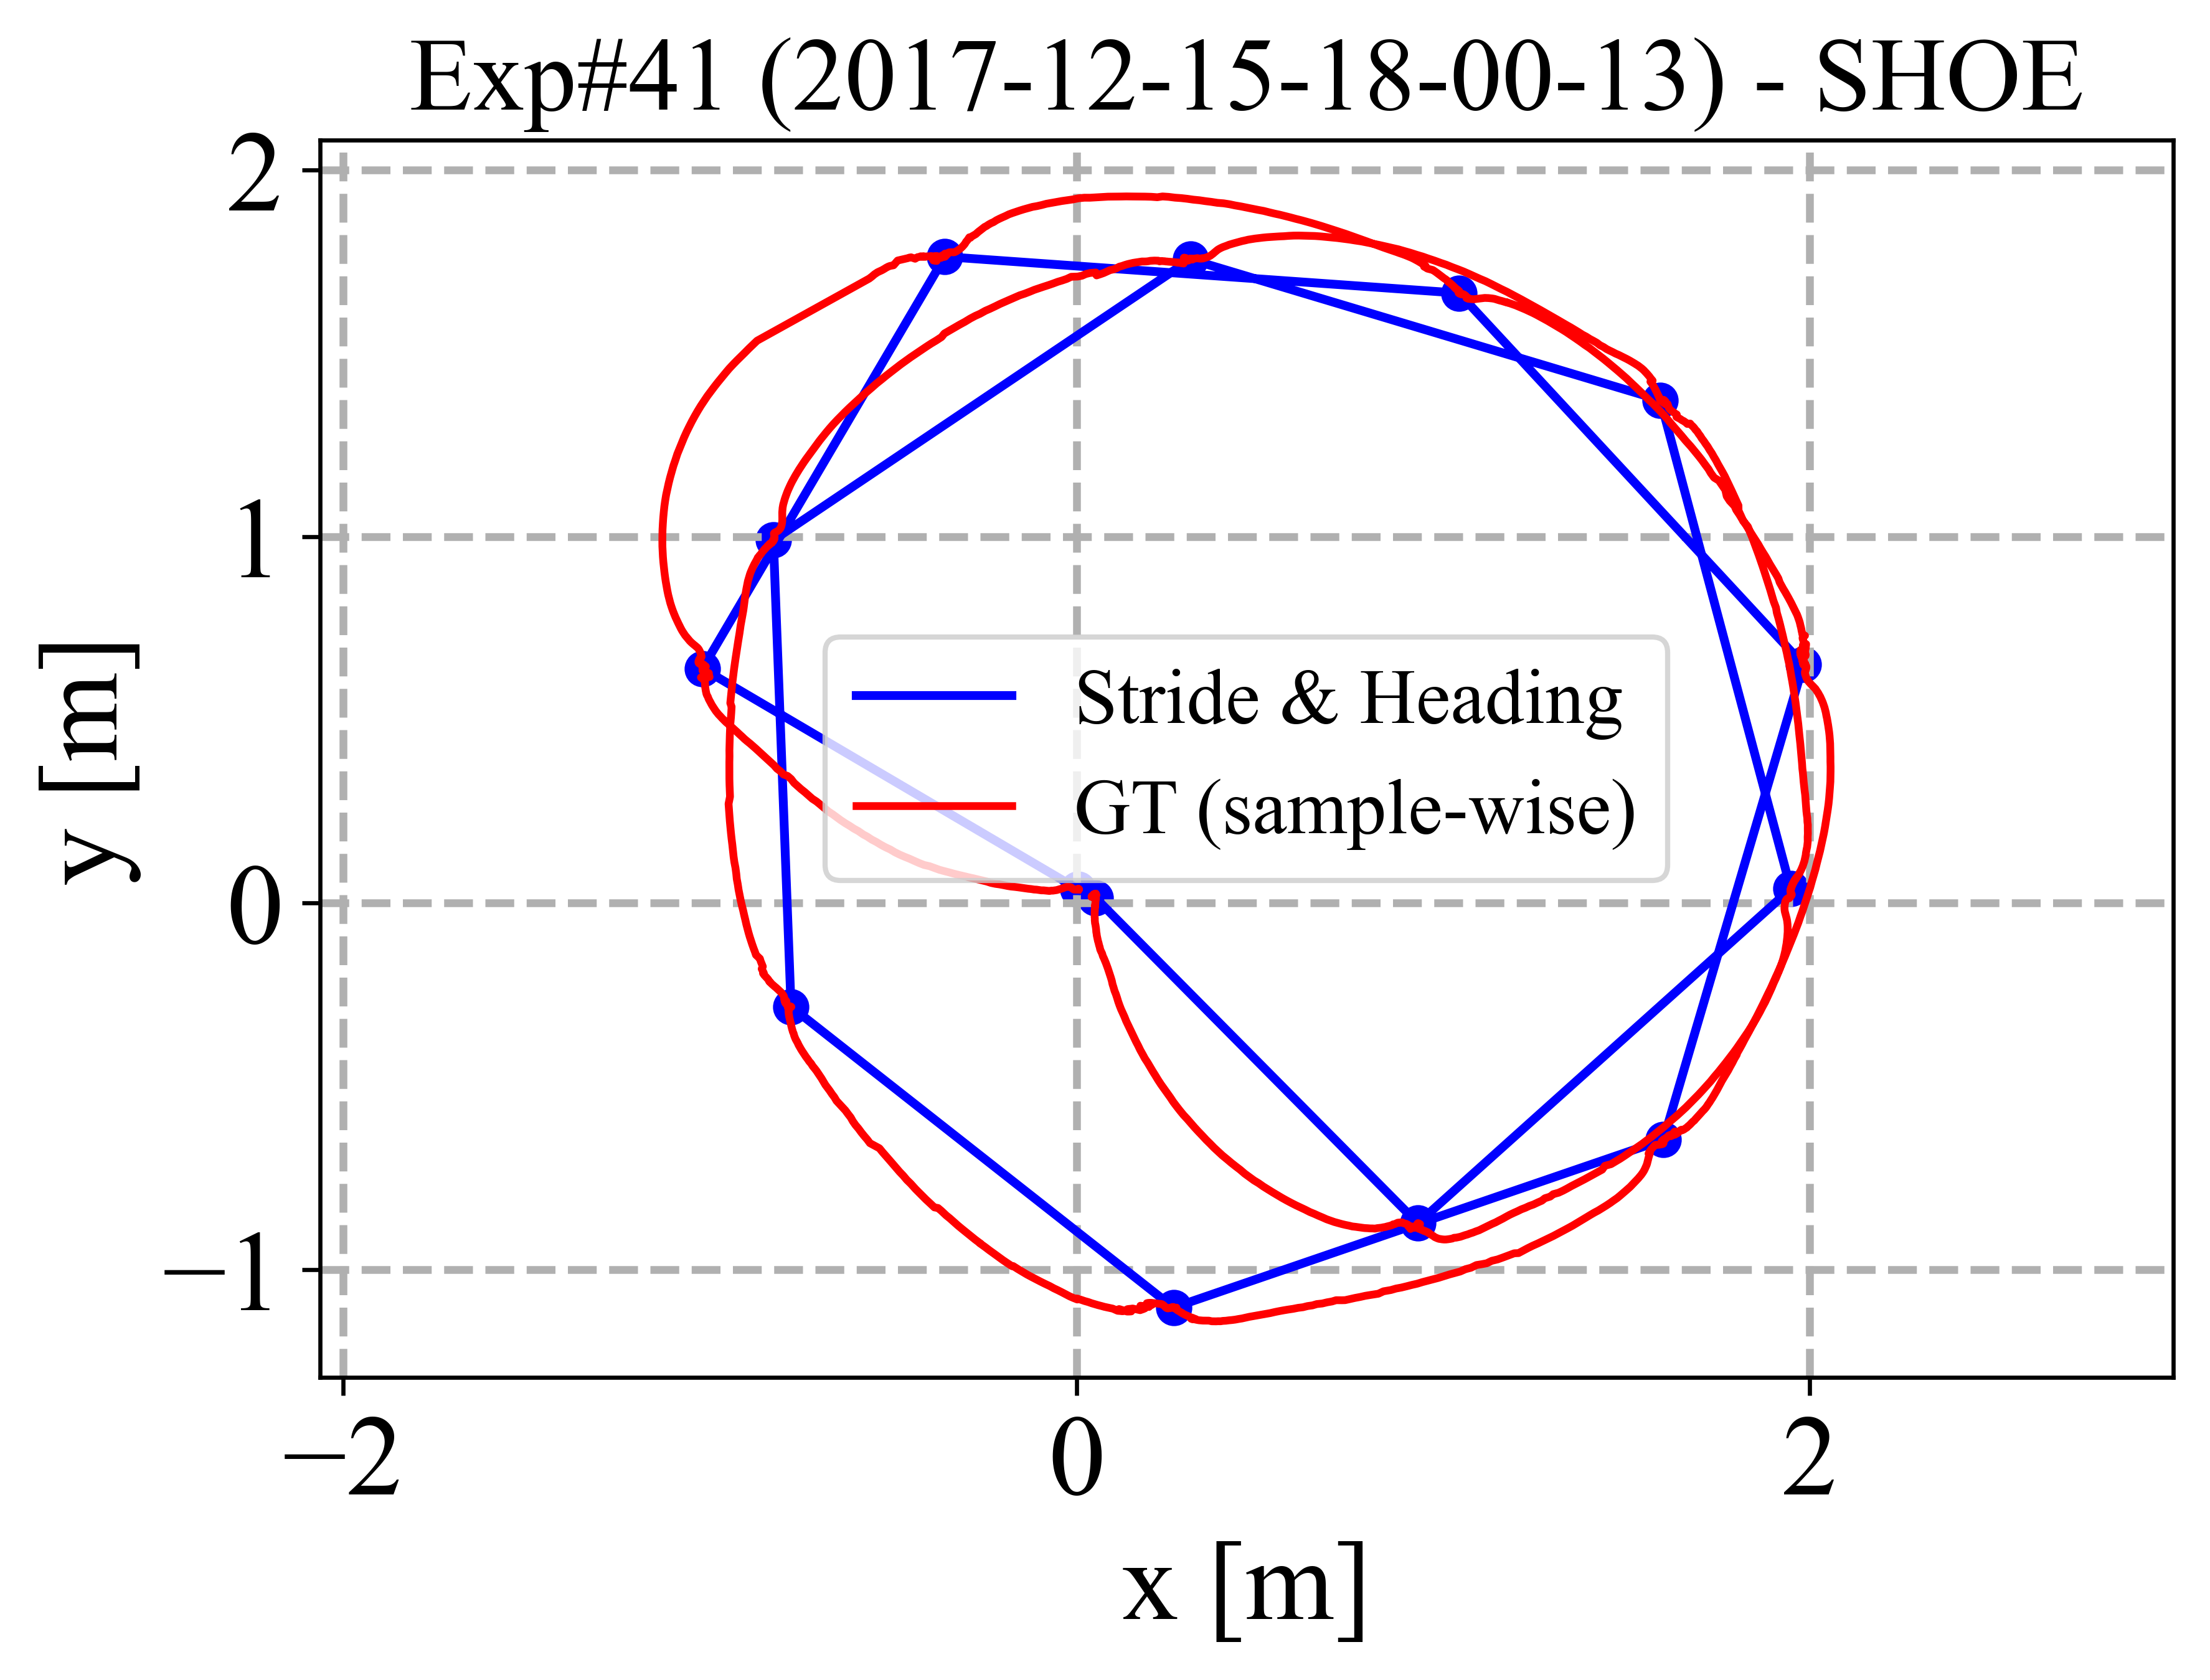 Exp#41 (2017-12-15-18-00-13) - SHOE
2
1
0
−1
y [m]
Stride & Heading
GT (sample-wise)
−2
0
2
x [m]